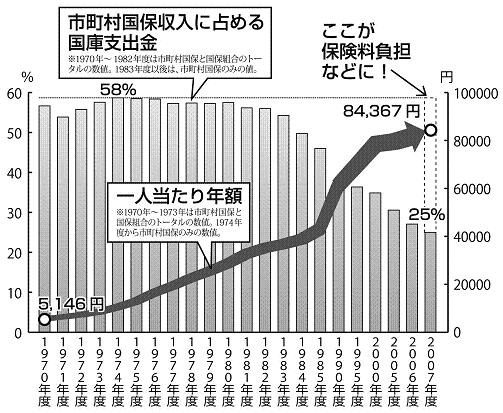 市町村国保収入に占める
国庫支出金
※1970年～1982年度は市町村国保と国保組合のトー
タルの数値。1983年度以後は、市町村国保のみの値。
ここが
保険料負担
などに！
%
円
60
50
40
30
20
10
0
58%
84,367円
100000
80000
60000
40000
20000
0
一人当たり年額
※1970年～1973年は市町村国保と
国保組合のトータルの数値。1974年
度から市町村国保のみの数値。
25%
5,146円
1970年度
1971年度
1972年度
1973年度
1974年度
1975年度
1976年度
1977年度
1978年度
1979年度
1980年度
1981年度
1982年度
1983年度
1984年度
1985年度
1990年度
1995年度
2000年度
2005年度
2006年度
2007年度